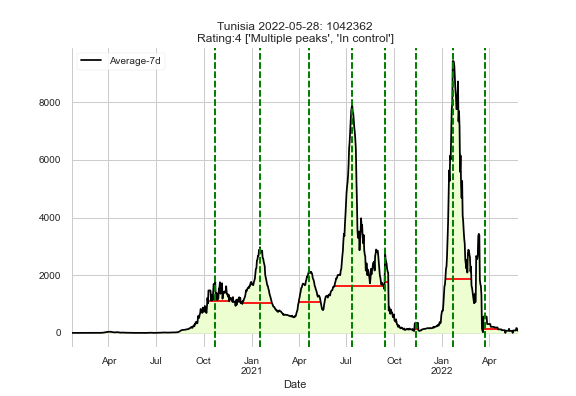 Tunisia 2022-05-28: 1042362
Rating:4 ['Multiple peaks', 'In control']
Average-7d
8000
6000
4000
2000
0
Apr Jul Oct Jan Apr Jul Oct Jan Apr
2021 2022
Date